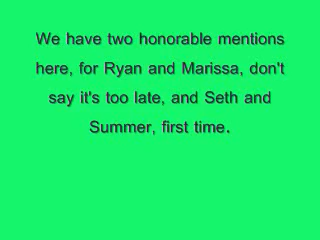 We have two honorable mentions
here, for Ryan and Marissa, don't
say it's too late, and Seth and
Summer, first time.